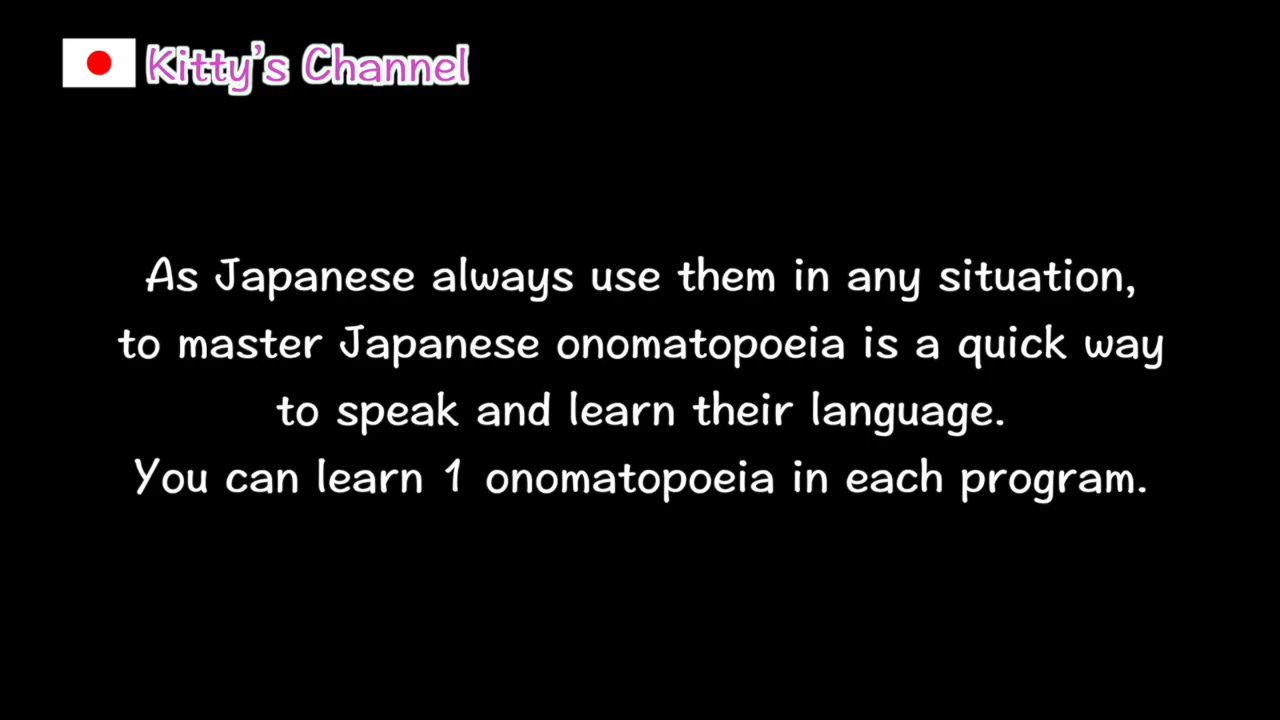 Kitty's Channel
As Japanese always use them in any situation,
to master Japanese onomatopoeia is a quick way
to speak and learn their language.
You can learn 1 onomatopoeia in each program.